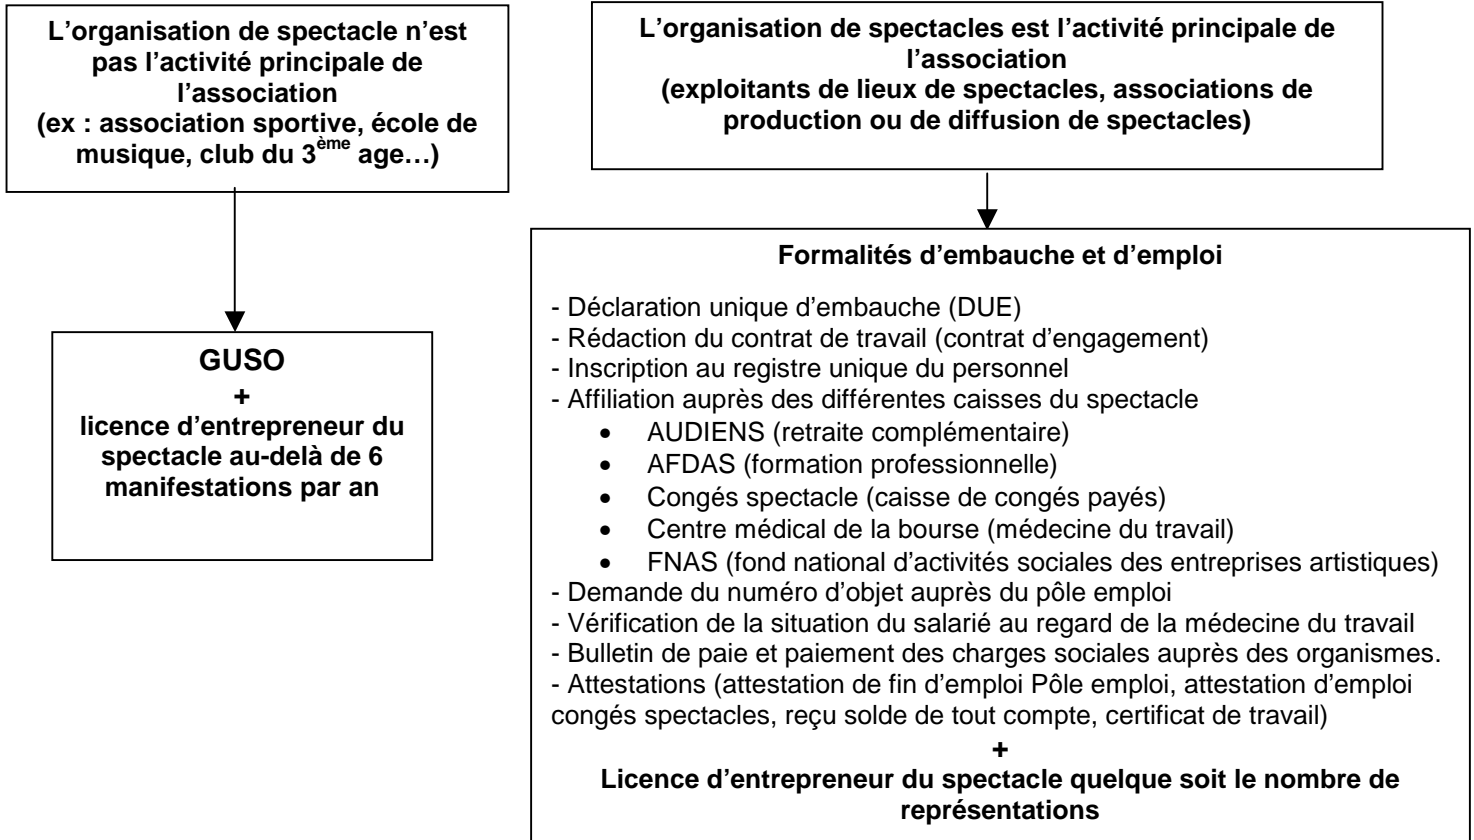 L’organisation de spectacle n’est
pas l’activité principale de
l’association
(ex : association sportive, école de
musique, club du 3ème age…)
GUSO
+
licence d’entrepreneur du
spectacle au-delà de 6
manifestations par an
L’organisation de spectacles est l’activité principale de
l’association
(exploitants de lieux de spectacles, associations de
production ou de diffusion de spectacles)
Formalités d’embauche et d’emploi
- Déclaration unique d’embauche (DUE)
- Rédaction du contrat de travail (contrat d’engagement)
- Inscription au registre unique du personnel
- Affiliation auprès des différentes caisses du spectacle
• AUDIENS (retraite complémentaire)
• AFDAS (formation professionnelle)
• Congés spectacle (caisse de congés payés)
• Centre médical de la bourse (médecine du travail)
• FNAS (fond national d’activités sociales des entreprises artistiques)
- Demande du numéro d’objet auprès du pôle emploi
- Vérification de la situation du salarié au regard de la médecine du travail
- Bulletin de paie et paiement des charges sociales auprès des organismes.
- Attestations (attestation de fin d’emploi Pôle emploi, attestation d’emploi
congés spectacles, reçu solde de tout compte, certificat de travail)
+
Licence d’entrepreneur du spectacle quelque soit le nombre de
représentations